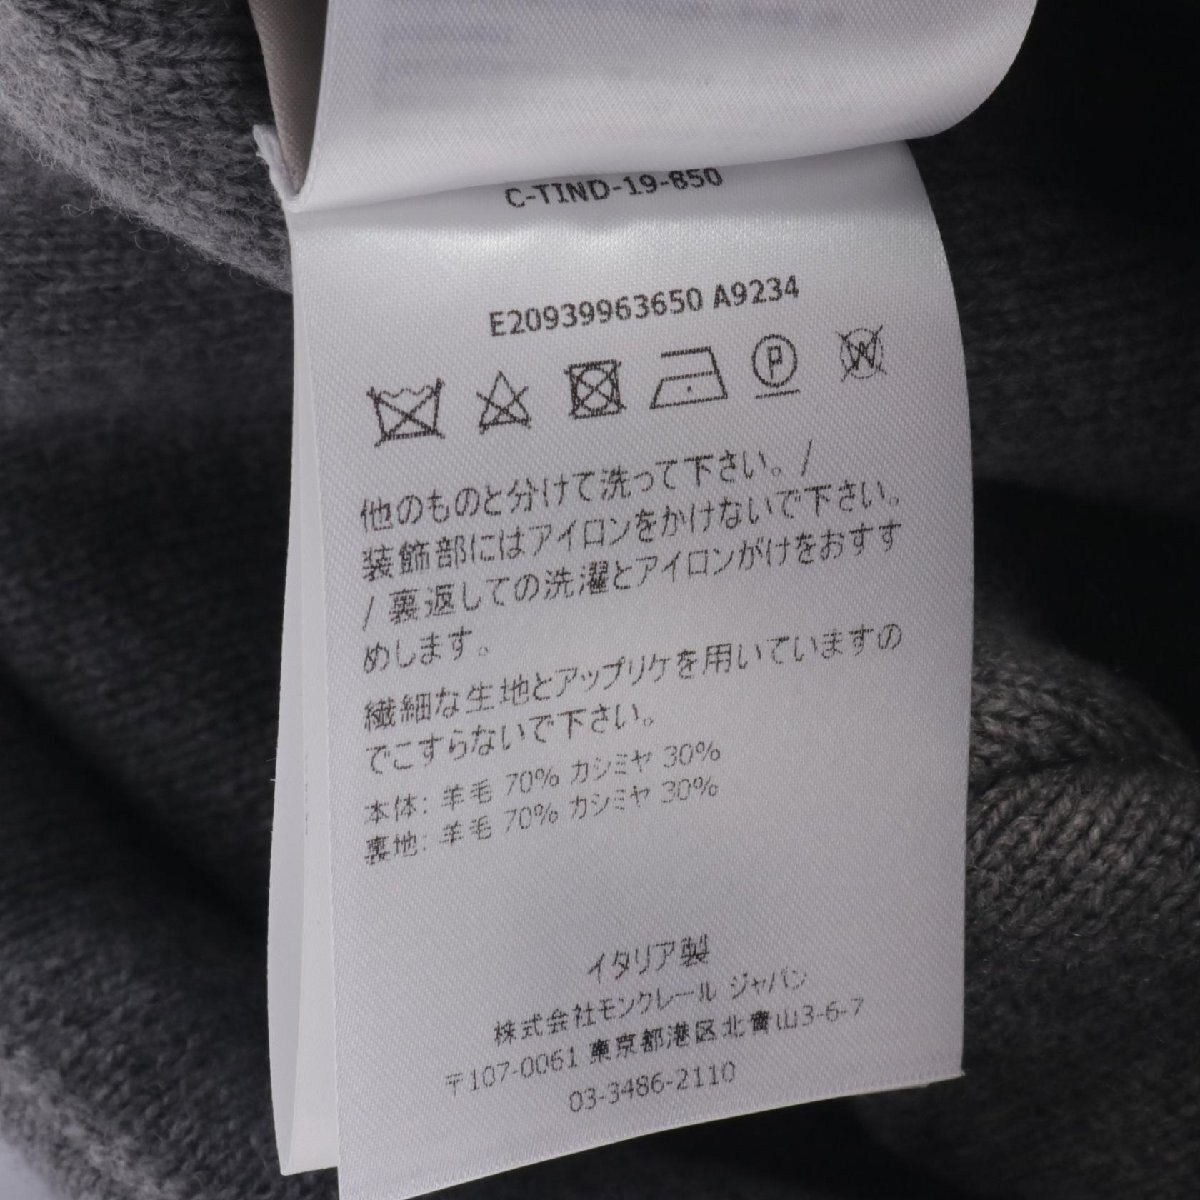 C-TIND-19-850
E20939963650 A9234
他のものと分けて洗って下さい。 /
装飾部にはアイロンをかけないで下さい。
/ 裏返しての洗濯とアイロンがけをおすす
めします。
繊細な生地とアップリケを用いていますの
でこすらないで下さい。
本体: 羊毛 70% カシミヤ 30%
裏地: 羊毛 70% カシミヤ 30%
イタリア製
株式会社モンクレール ジャパン
〒107-0061 東京都港区北青山3-6-7
03-3486-2110